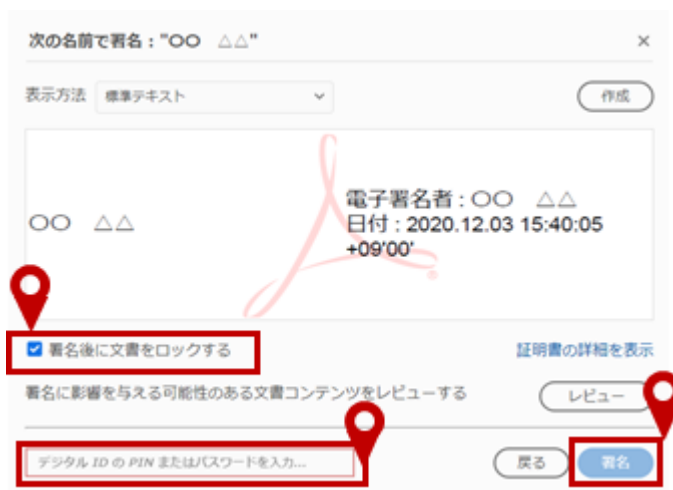 次の名前で署名："○○　△△"
×
表示方法 標準テキスト
作成
○○　△△
電子署名者：○○　△△
日付：2020.12.03 15:40:05
+09'00'
署名後に文書をロックする
証明書の詳細を表示
署名に影響を与える可能性のある文書コンテンツをレビューする
レビュー
デジタル ID の PIN またはパスワードを入力...
戻る
署名